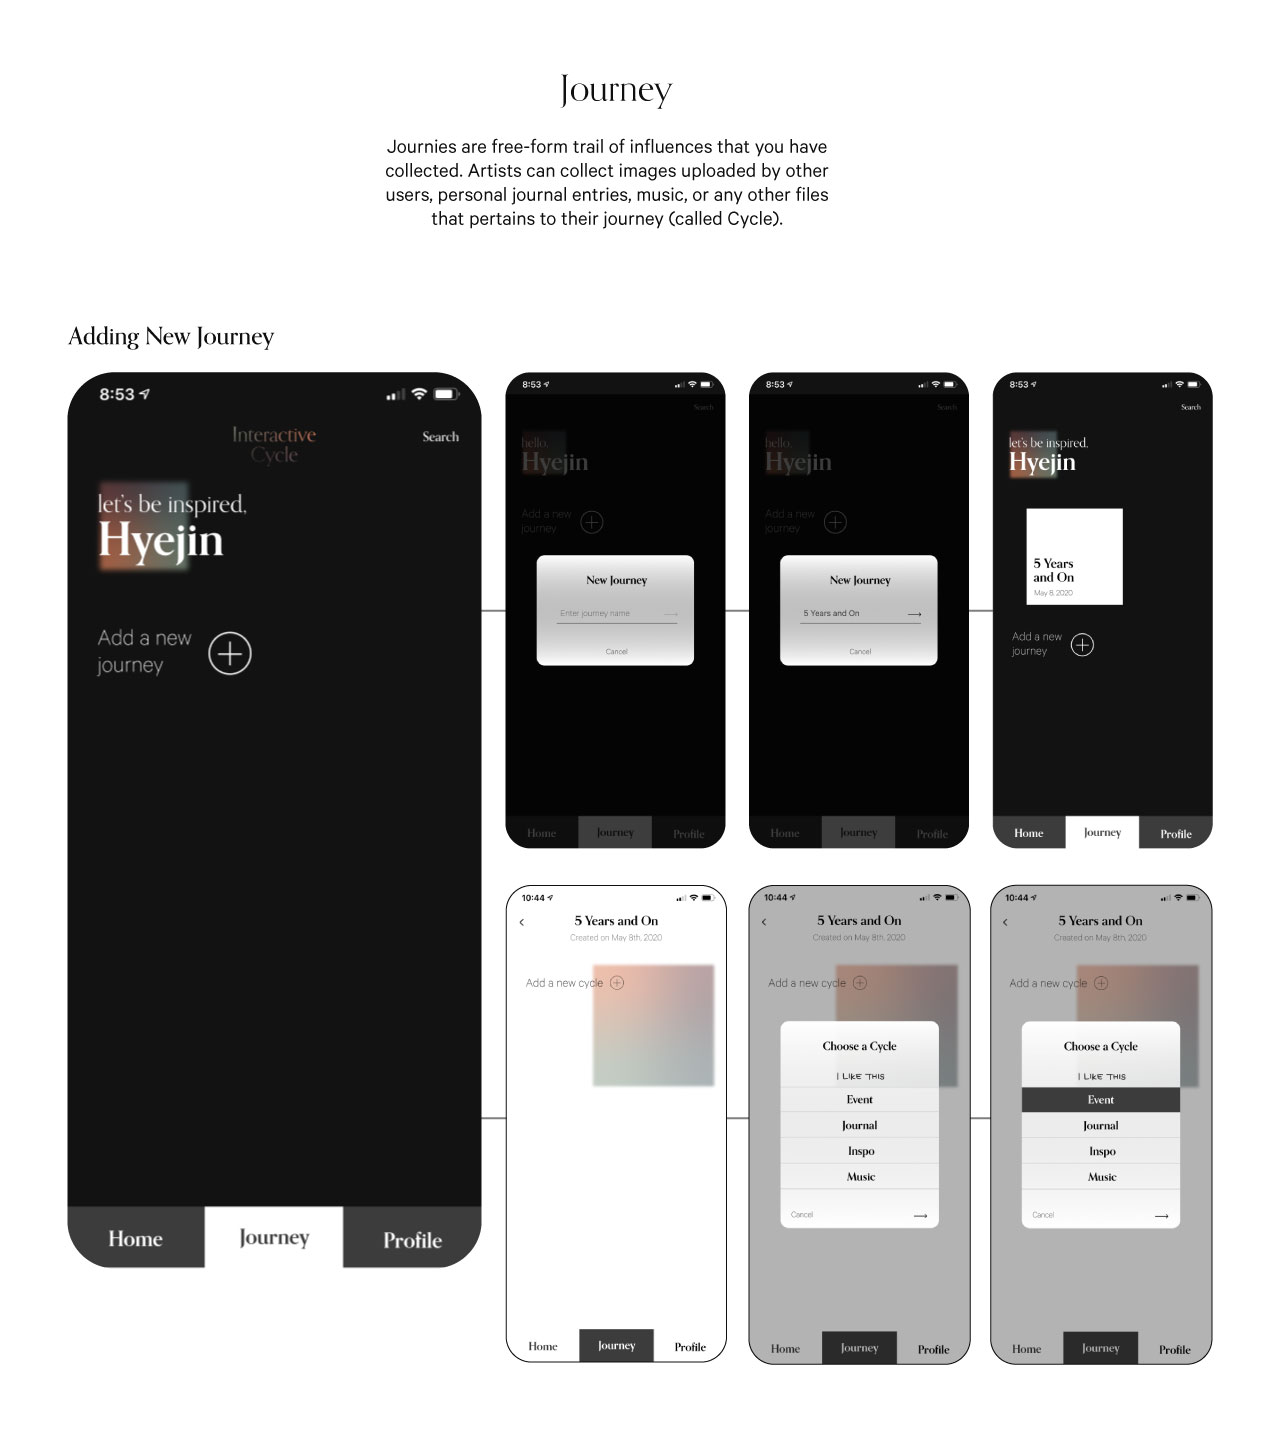 Journey
Journies are free-form trail of influences that you have
collected. Artists can collect images uploaded by other
users, personal journal entries, music, or any other files
that pertains to their journey (called Cycle).
Adding New Journey
8:53
Interactive
Cycle
Search
let's be inspired,
Hyejin
Add a new
journey
Home
Journey
Profile
8:53
Search
hello,
Hyejin
Add a new
journey
New Journey
Enter journey name
Cancel
Home
Journey
Profile
8:53
Search
hello,
Hyejin
Add a new
journey
New Journey
5 Years and On
Cancel
Home
Journey
Profile
8:53
Search
let's be inspired,
Hyejin
5 Years
and On
May 8, 2020
Add a new
journey
Home
Journey
Profile
10:44
5 Years and On
Created on May 8th, 2020
Add a new cycle
Home
Journey
Profile
10:44
5 Years and On
Created on May 8th, 2020
Add a new cycle
Choose a Cycle
I LIKE THIS
Event
Journal
Inspo
Music
Cancel
Home
Journey
Profile
10:44
5 Years and On
Created on May 8th, 2020
Add a new cycle
Choose a Cycle
I LIKE THIS
Event
Journal
Inspo
Music
Cancel
Home
Journey
Profile